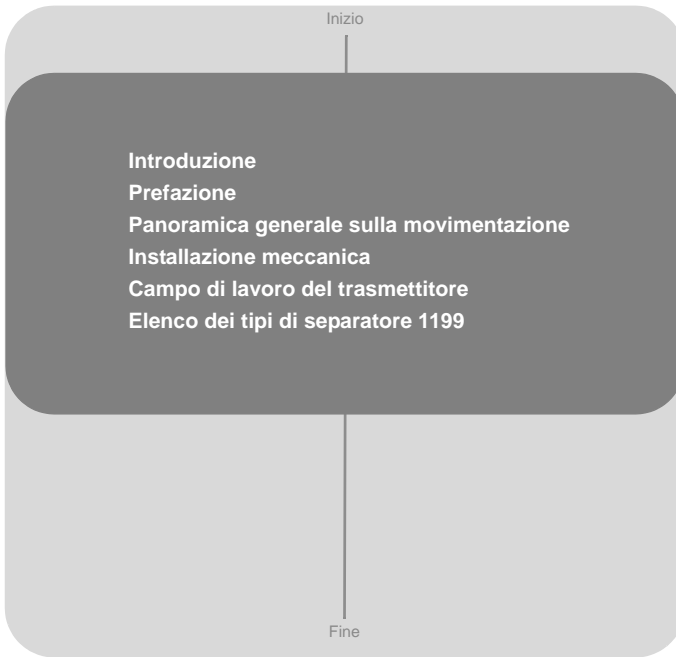 Inizio
Introduzione
Prefazione
Panoramica generale sulla movimentazione
Installazione meccanica
Campo di lavoro del trasmettitore
Elenco dei tipi di separatore 1199
Fine